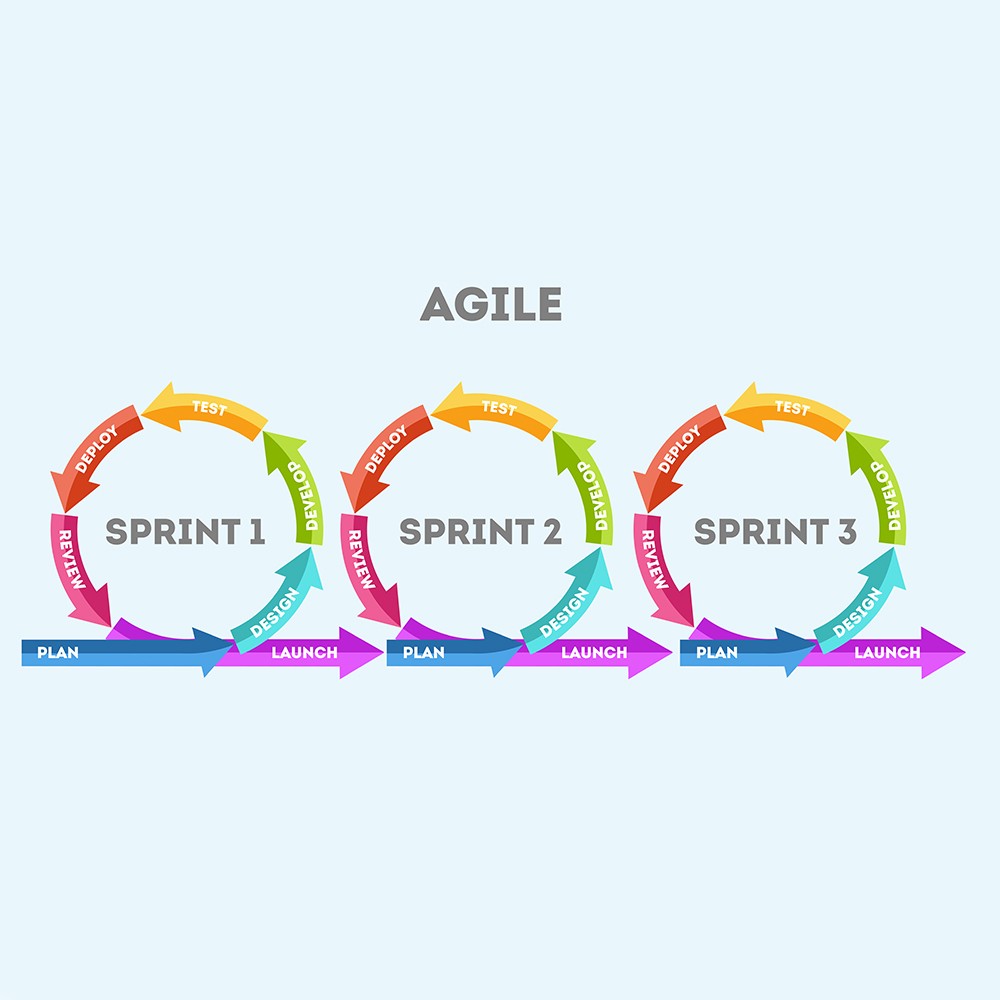 AGILE
SPRINT 1
PLAN
DESIGN
DEVELOP
TEST
DEPLOY
REVIEW
LAUNCH
SPRINT 2
PLAN
DESIGN
DEVELOP
TEST
DEPLOY
REVIEW
LAUNCH
SPRINT 3
PLAN
DESIGN
DEVELOP
TEST
DEPLOY
REVIEW
LAUNCH